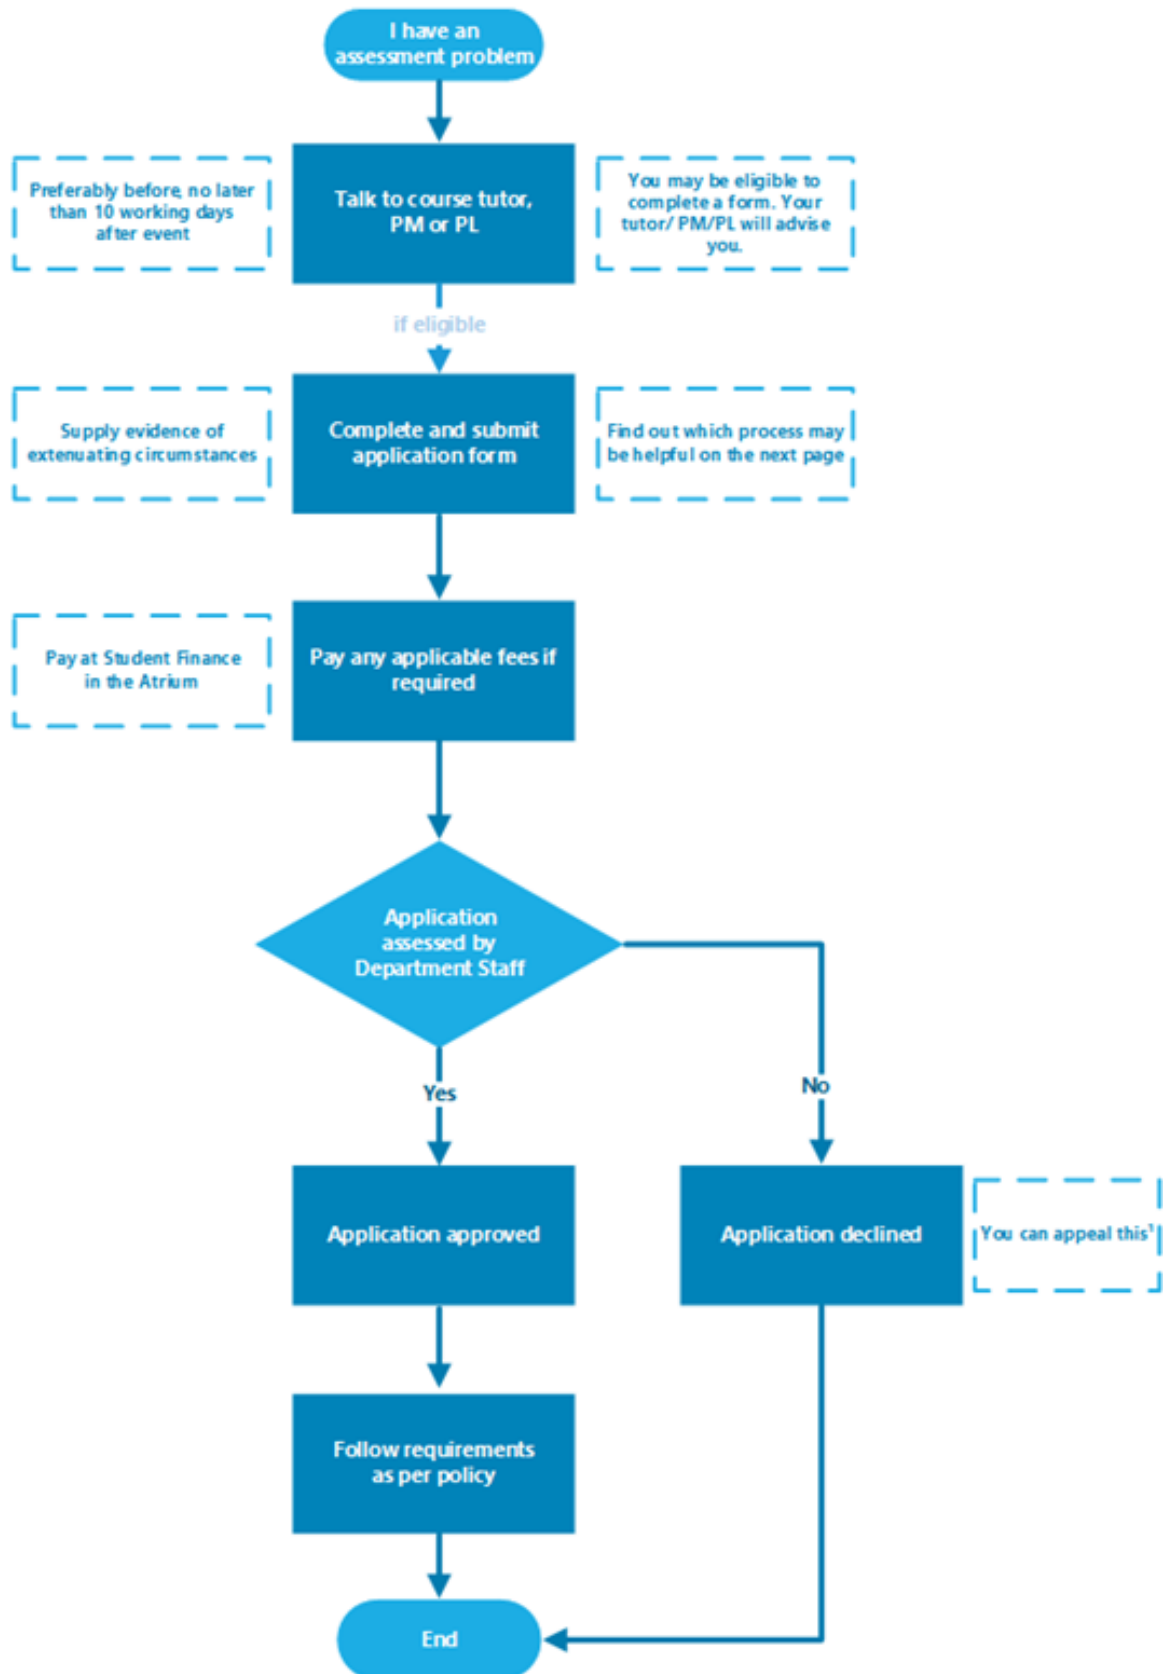 I have an
assessment problem
Preferably before, no later
than 10 working days
after event
Talk to course tutor,
PM or PL
You may be eligible to
complete a form. Your
tutor/ PM/PL will advise
you.
if eligible
Supply evidence of
extenuating circumstances
Complete and submit
application form
Find out which process may
be helpful on the next page
Pay at Student Finance
in the Atrium
Pay any applicable fees if
required
Application
assessed by
Department Staff
Yes
No
Application approved
Application declined
You can appeal this¹
Follow requirements
as per policy
End